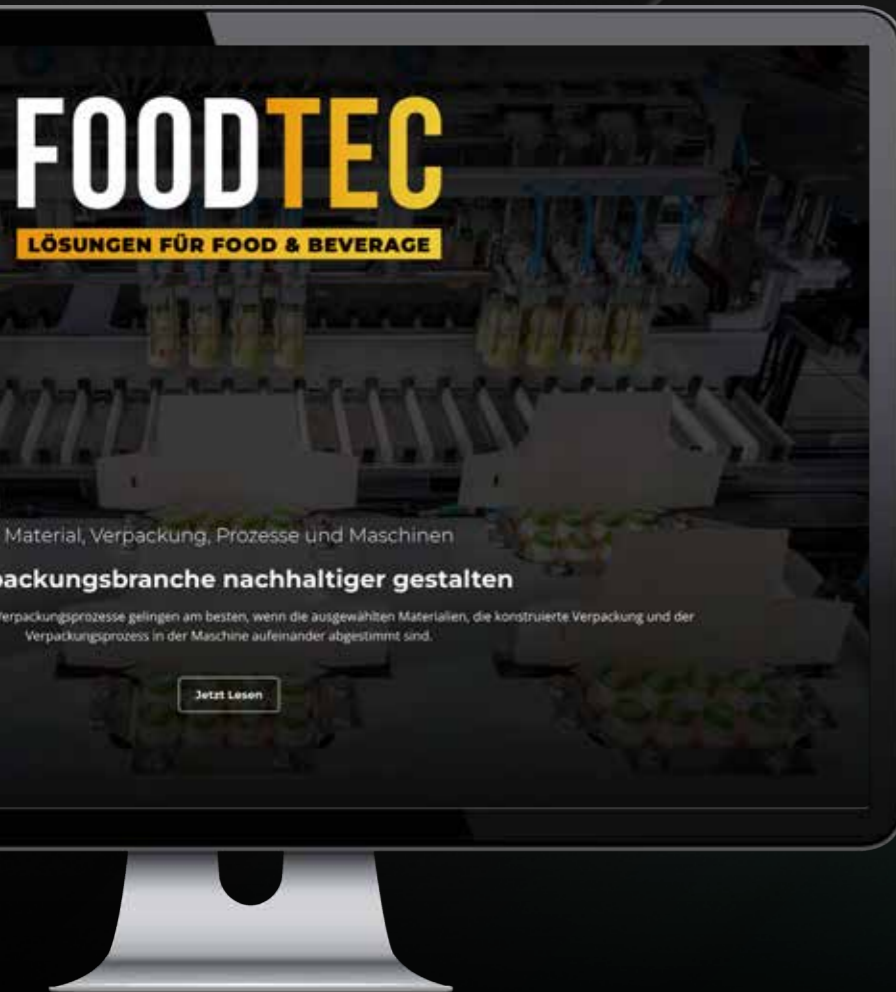 FOODTEC
LÖSUNGEN FÜR FOOD & BEVERAGE
Material, Verpackung, Prozesse und Maschinen
packungsbranche nachhaltiger gestalten
Verpackungsprozesse gelingen am besten, wenn die ausgewählten Materialien, die konstruierte Verpackung und der
Verpackungsprozess in der Maschine aufeinander abgestimmt sind.
Jetzt Lesen